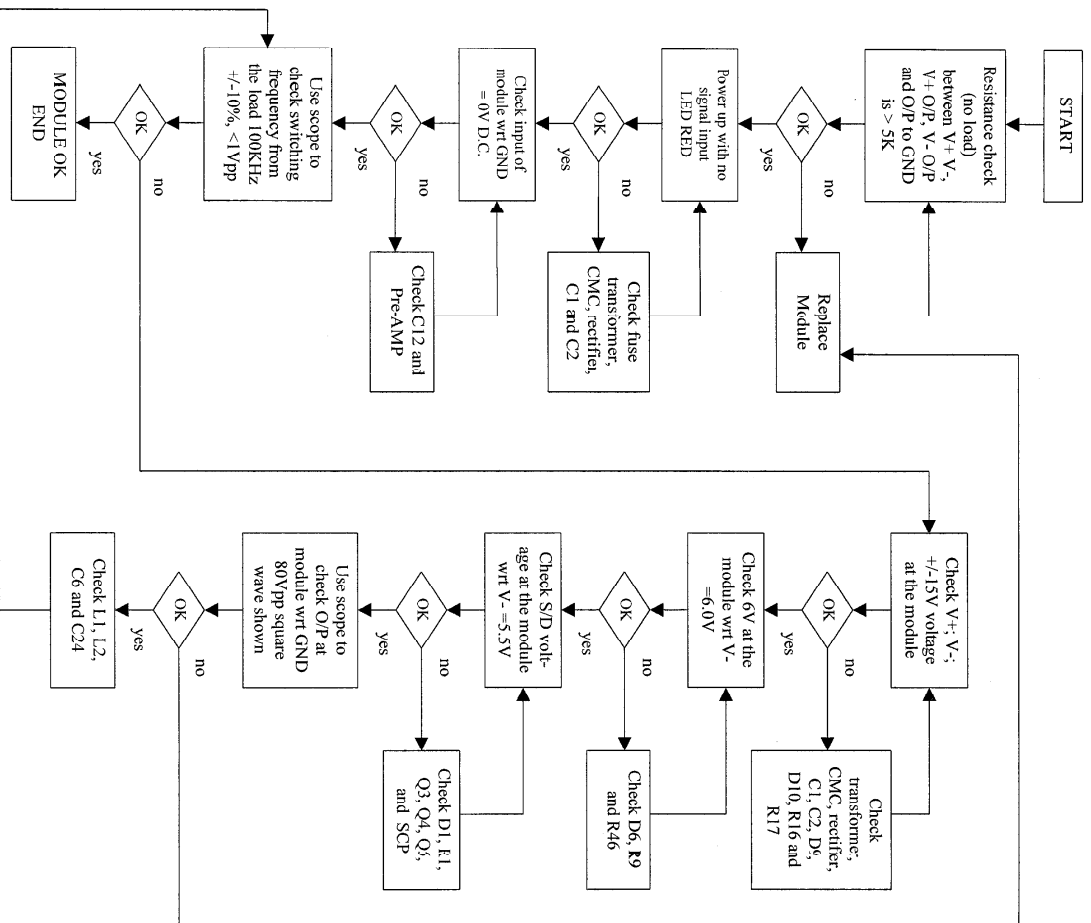 START
Resistance check
(no load)
between V+ V-,
V+ O/P, V- O/P
and O/P to GND
is > 5K
OK
no
yes
Replace
Module
Power up with no
signal input
LED RED
OK
no
yes
Check fuse
transformer,
CMC, rectifier,
C1 and C2
Check input of
module wrt GND
=0V D.C.
OK
no
yes
Check C12 and
Pre-AMP
Use scope to
check switching
frequency from
the load 100KHz
+/-10%, <1Vpp
OK
no
yes
MODULE OK
END
Check V+; V-;
+/-15V voltage
at the module
OK
no
yes
Check
transformer,
CMC, rectifier,
C1, C2, D9,
D10, R16 and
R17
Check 6V at the
module wrt V-
=6.0V
OK
no
yes
Check D6, R9
and R46
Check S/D volt-
age at the module
wrt V- =5.5V
OK
no
yes
Check D1,
Q3, Q4,
and SCP
Use scope to
check O/P at
module wrt GND
80Vpp square
wave shown
OK
no
yes
Check L1, L2,
C6 and C24